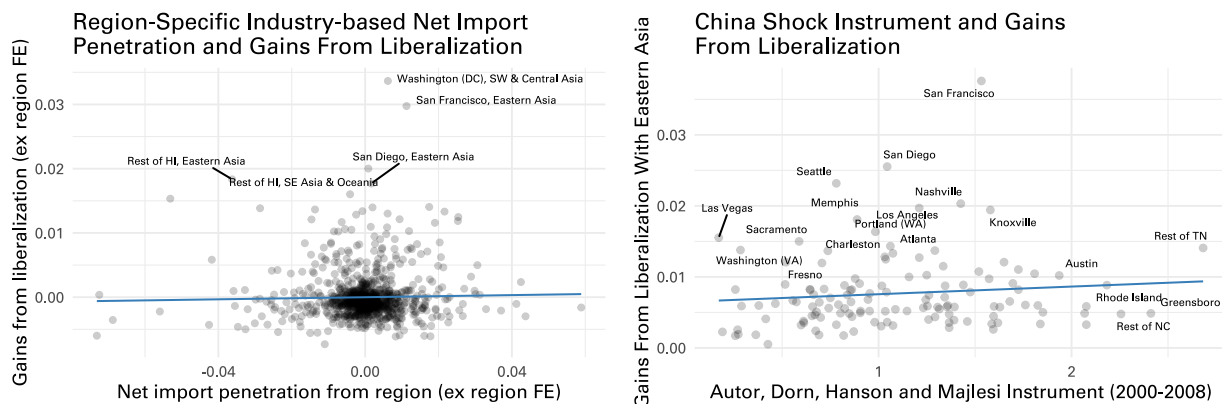 Region-Specific Industry-based Net Import
Penetration and Gains From Liberalization
Gains from liberalization (ex region FE)
0.03
0.02
0.01
0.00
Washington (DC), SW & Central Asia
San Francisco, Eastern Asia
Rest of HI, Eastern Asia
San Diego, Eastern Asia
Rest of HI, SE Asia & Oceania
-0.04
0.00
0.04
Net import penetration from region (ex region FE)
China Shock Instrument and Gains
From Liberalization
Gains From Liberalization With Eastern Asia
0.03
0.02
0.01
0.00
San Francisco
San Diego
Seattle
Nashville
Memphis
Las Vegas
Los Angeles
Knoxville
Portland (WA)
Sacramento
Rest of TN
Charleston
Atlanta
Washington (VA)
Austin
Fresno
Rhode Island
Greensboro
Rest of NC
1
2
Autor, Dorn, Hanson and Majlesi Instrument (2000-2008)